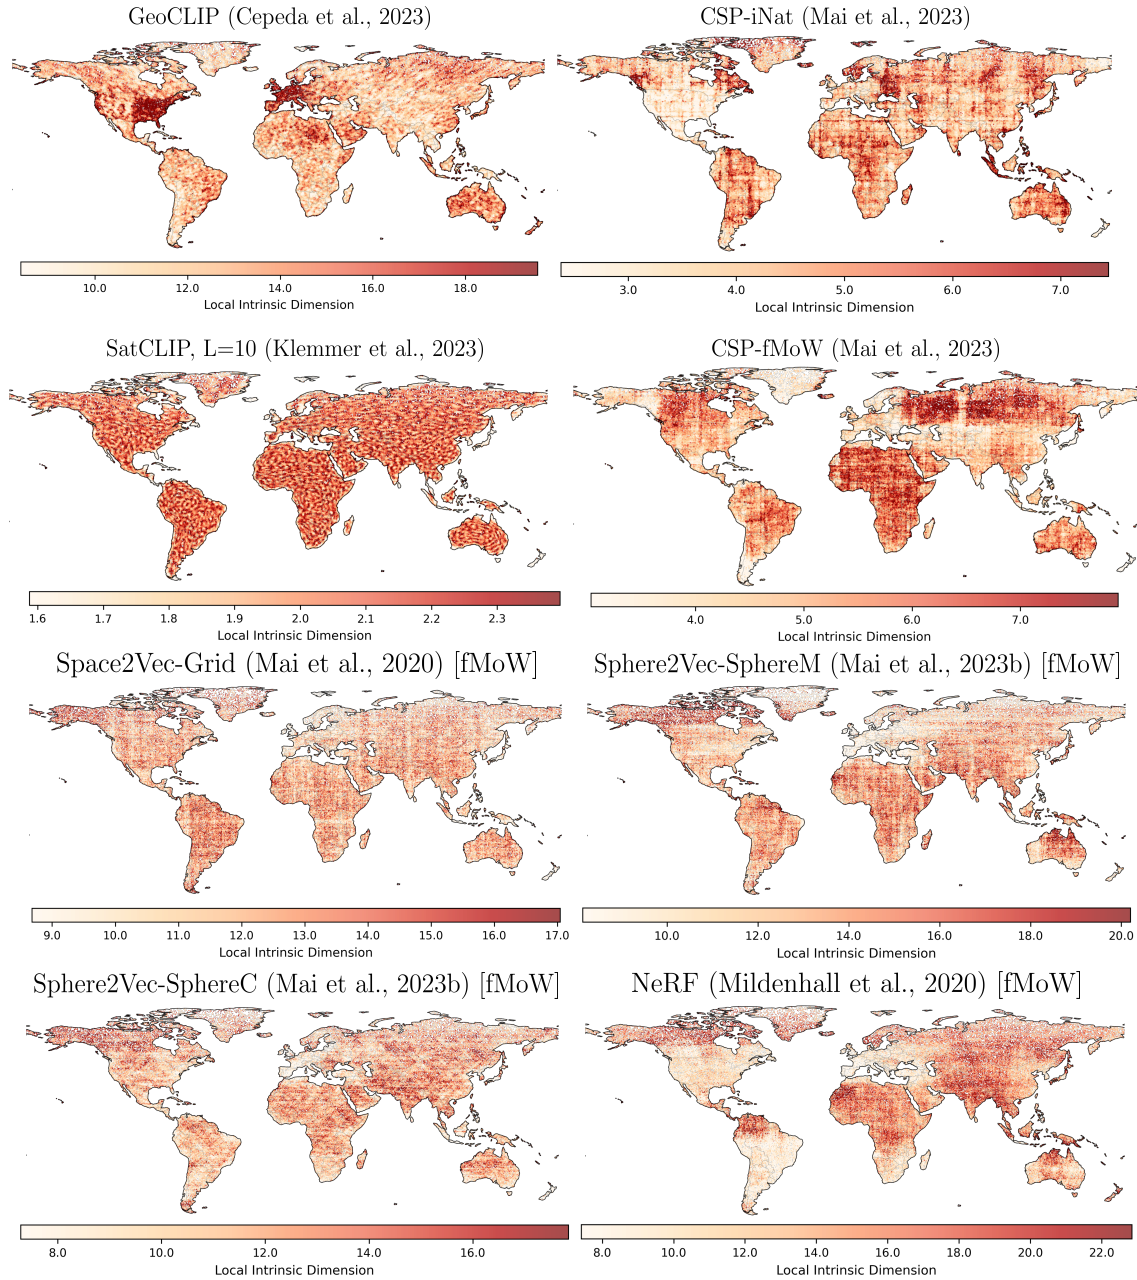 GeoCLIP (Cepeda et al., 2023)
10.0 12.0 14.0 16.0 18.0
Local Intrinsic Dimension
CSP-iNat (Mai et al., 2023)
3.0 4.0 5.0 6.0 7.0
Local Intrinsic Dimension
SatCLIP, L=10 (Klemmer et al., 2023)
1.6 1.7 1.8 1.9 2.0 2.1 2.2 2.3
Local Intrinsic Dimension
CSP-fMoW (Mai et al., 2023)
4.0 5.0 6.0 7.0
Local Intrinsic Dimension
Space2Vec-Grid (Mai et al., 2020) [fMoW]
9.0 10.0 11.0 12.0 13.0 14.0 15.0 16.0 17.0
Local Intrinsic Dimension
Sphere2Vec-SphereM (Mai et al., 2023b) [fMoW]
10.0 12.0 14.0 16.0 18.0 20.0
Local Intrinsic Dimension
Sphere2Vec-SphereC (Mai et al., 2023b) [fMoW]
8.0 10.0 12.0 14.0 16.0
Local Intrinsic Dimension
NeRF (Mildenhall et al., 2020) [fMoW]
8.0 10.0 12.0 14.0 16.0 18.0 20.0 22.0
Local Intrinsic Dimension